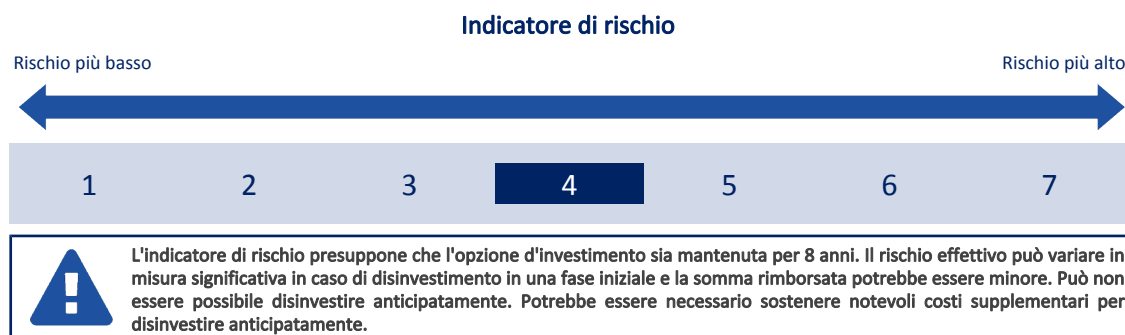 Indicatore di rischio
Rischio più basso
Rischio più alto
1 2 3 4 5 6 7
L'indicatore di rischio presuppone che l'opzione d'investimento sia mantenuta per 8 anni. Il rischio effettivo può variare in
misura significativa in caso di disinvestimento in una fase iniziale e la somma rimborsata potrebbe essere minore. Può non
essere possibile disinvestire anticipatamente. Potrebbe essere necessario sostenere notevoli costi supplementari per
disinvestire anticipatamente.